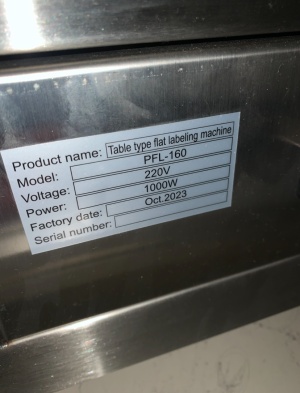 Product name: Table type flat labeling machine
Model: PFL-160
Voltage: 220V
Power: 1000W
Factory date: Oct.2023
Serial number: